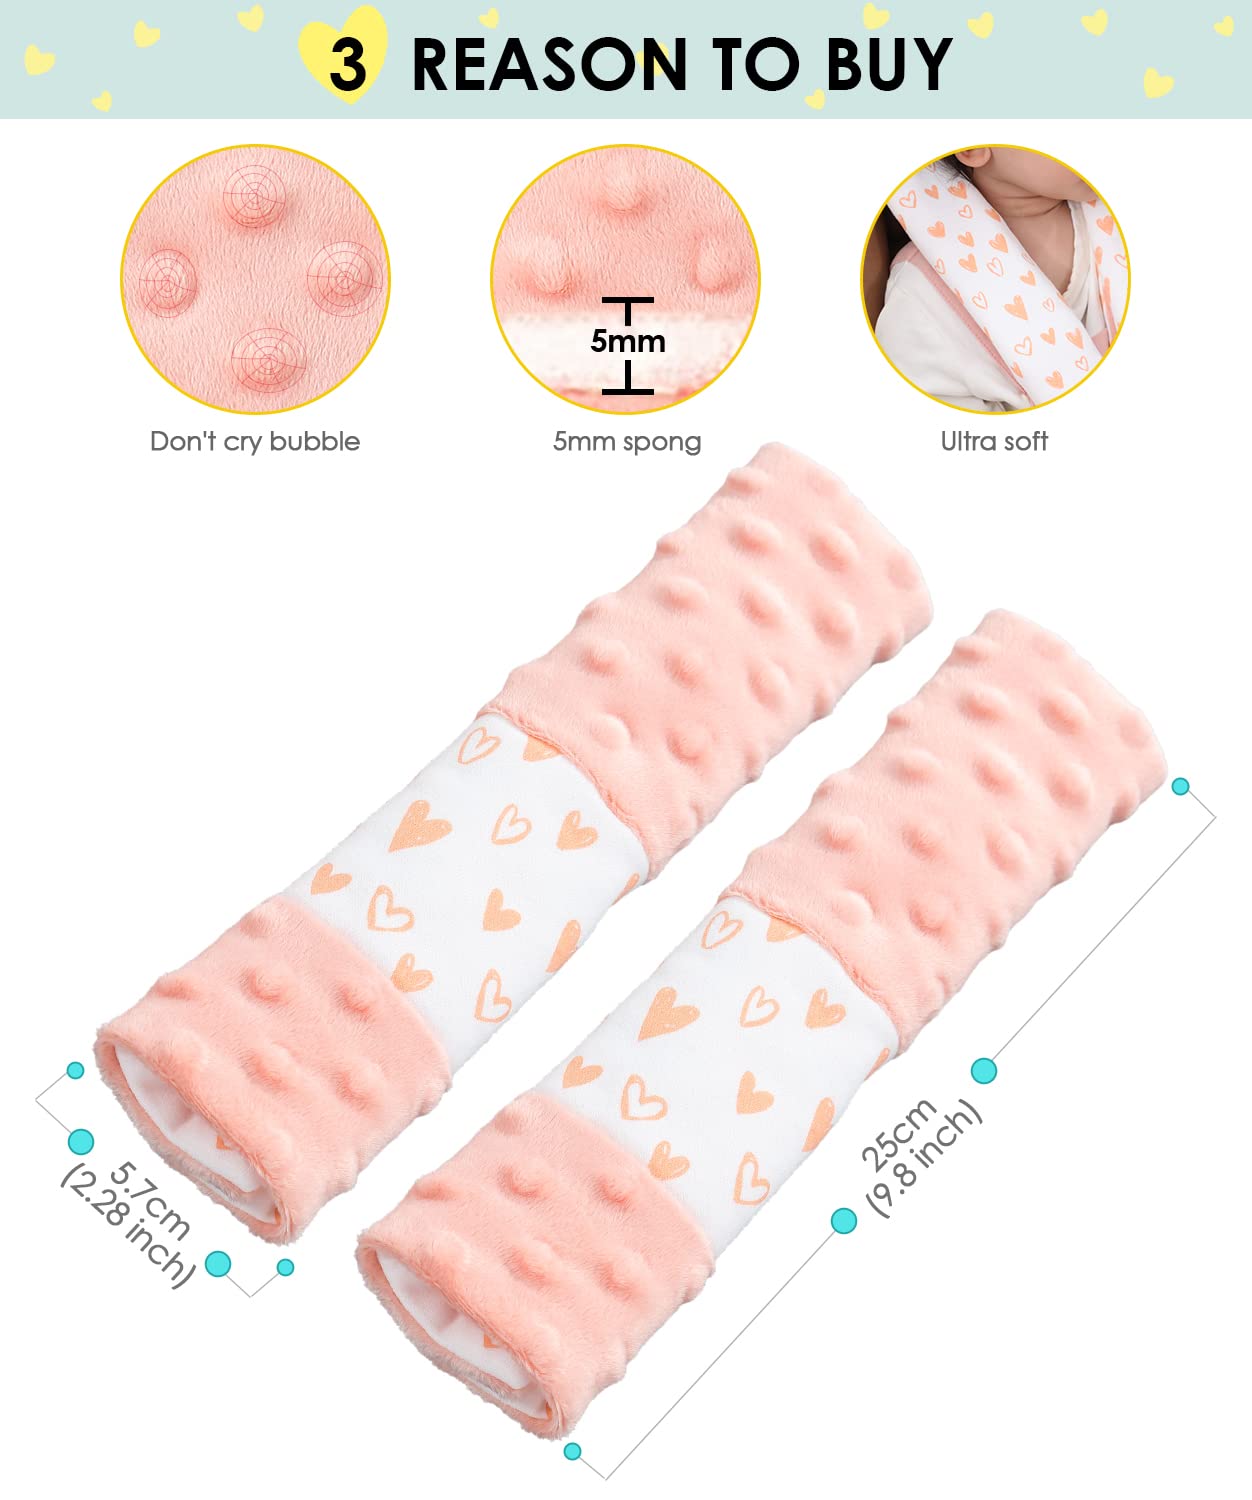 3 REASON TO BUY
5mm
Don't cry bubble
5mm spong
Ultra soft
5.7cm
(2.28 inch)
25cm
(9.8 inch)